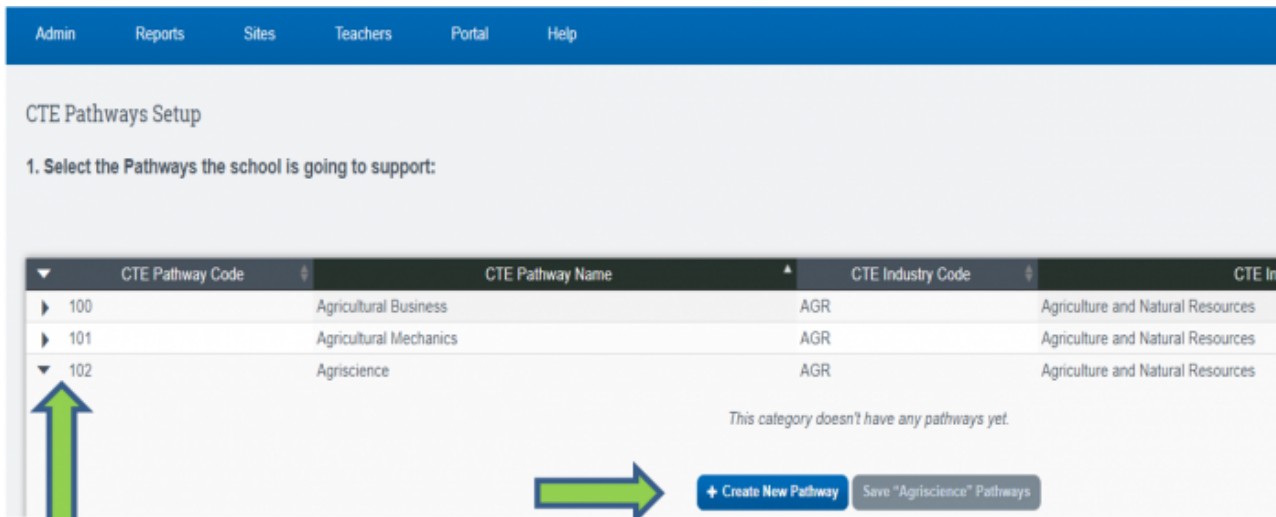 Admin Reports Sites Teachers Portal Help
CTE Pathways Setup
1. Select the Pathways the school is going to support:
CTE Pathway Code CTE Pathway Name CTE Industry Code CTE In
100 Agricultural Business AGR Agriculture and Natural Resources
101 Agricultural Mechanics AGR Agriculture and Natural Resources
102 Agriscience AGR Agriculture and Natural Resources
This category doesn't have any pathways yet.
+ Create New Pathway Save "Agriscience" Pathways